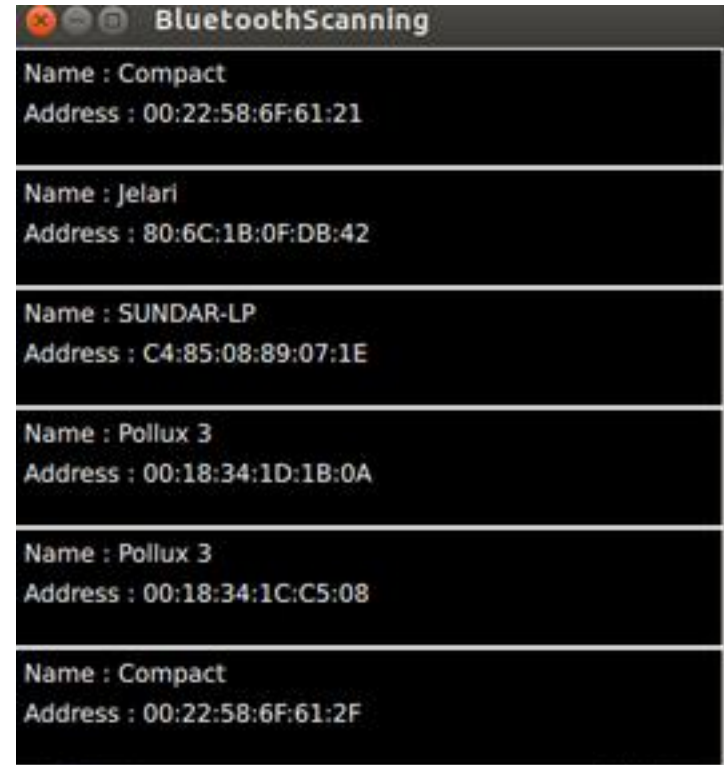 BluetoothScanning
Name : Compact
Address : 00:22:58:6F:61:21
Name : Jelari
Address : 80:6C:1B:0F:DB:42
Name : SUNDAR-LP
Address : C4:85:08:89:07:1E
Name : Pollux 3
Address : 00:18:34:1D:1B:0A
Name : Pollux 3
Address : 00:18:34:1C:C5:08
Name : Compact
Address : 00:22:58:6F:61:2F